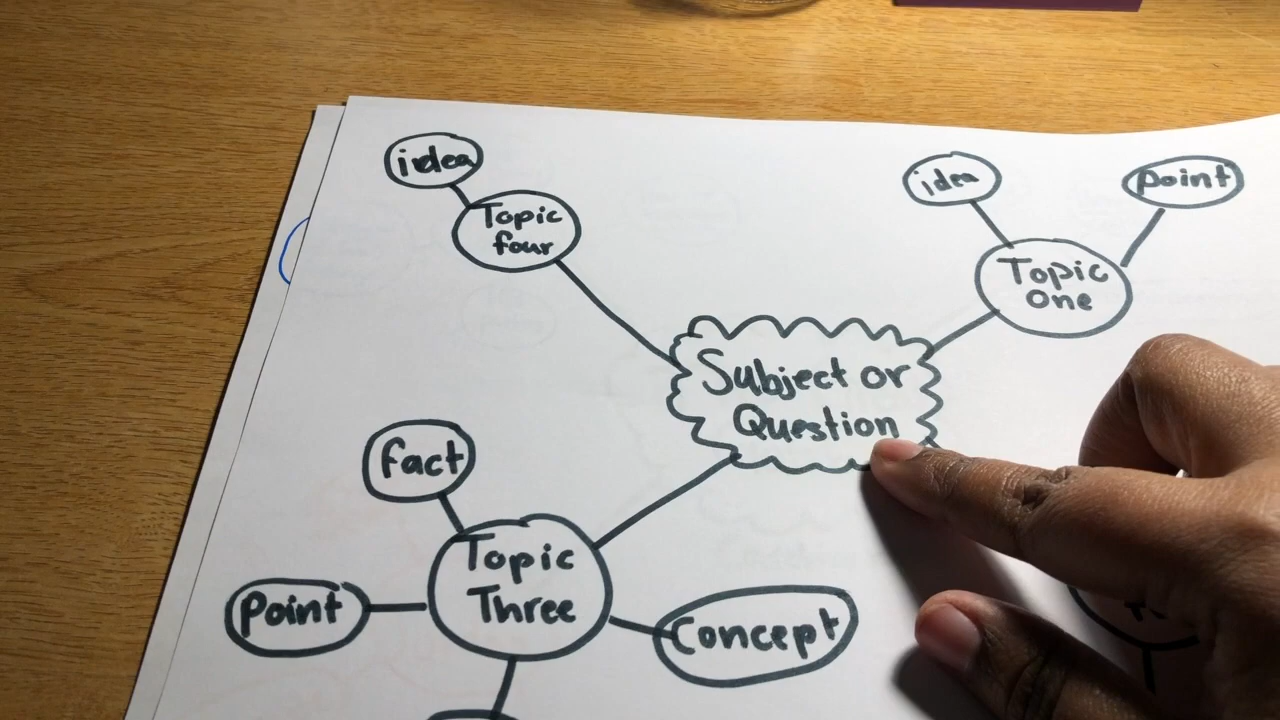 idea
Topic
four
idea
point
Topic
One
Subject or
Question
fact
Topic
Three
Point
Concept